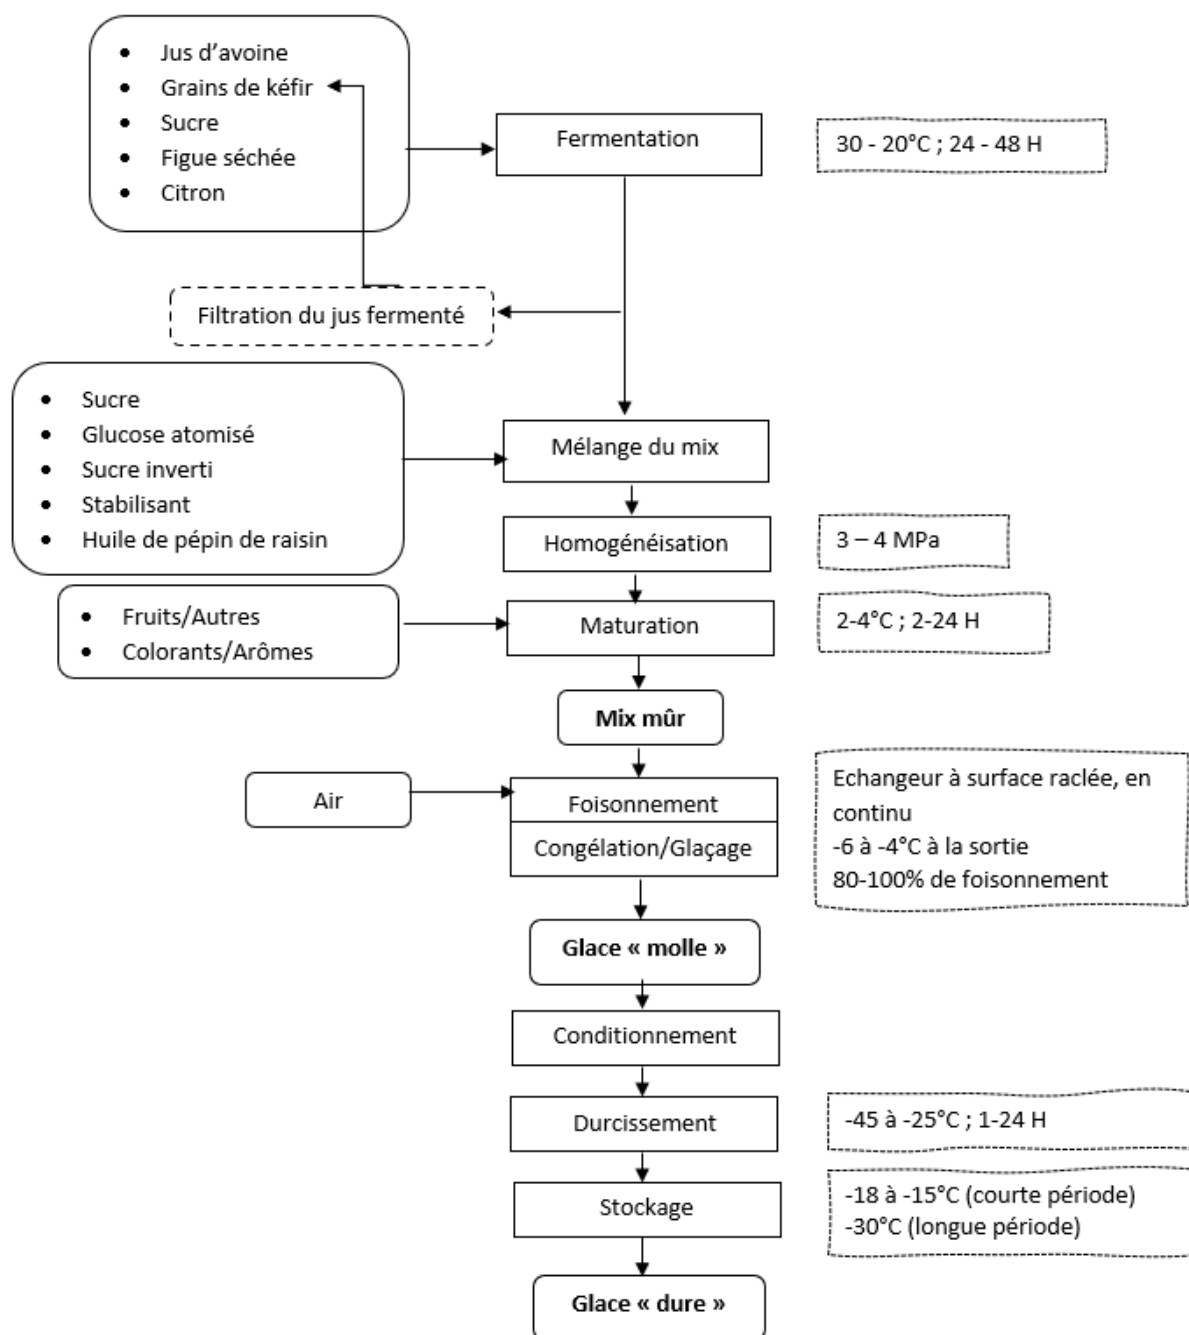 • Jus d’avoine
• Grains de kéfir
• Sucre
• Figue séchée
• Citron
Fermentation
30 - 20°C ; 24 - 48 H
Filtration du jus fermenté
• Sucre
• Glucose atomisé
• Sucre inverti
• Stabilisant
• Huile de pépin de raisin
Mélange du mix
Homogénéisation
3 – 4 MPa
• Fruits/Autres
• Colorants/Arômes
Maturation
2-4°C ; 2-24 H
Mix mûr
Air
Foisonnement
Congélation/Glaçage
Echangeur à surface raclée, en
continu
-6 à -4°C à la sortie
80-100% de foisonnement
Glace « molle »
Conditionnement
Durcissement
-45 à -25°C ; 1-24 H
Stockage
-18 à -15°C (courte période)
-30°C (longue période)
Glace « dure »